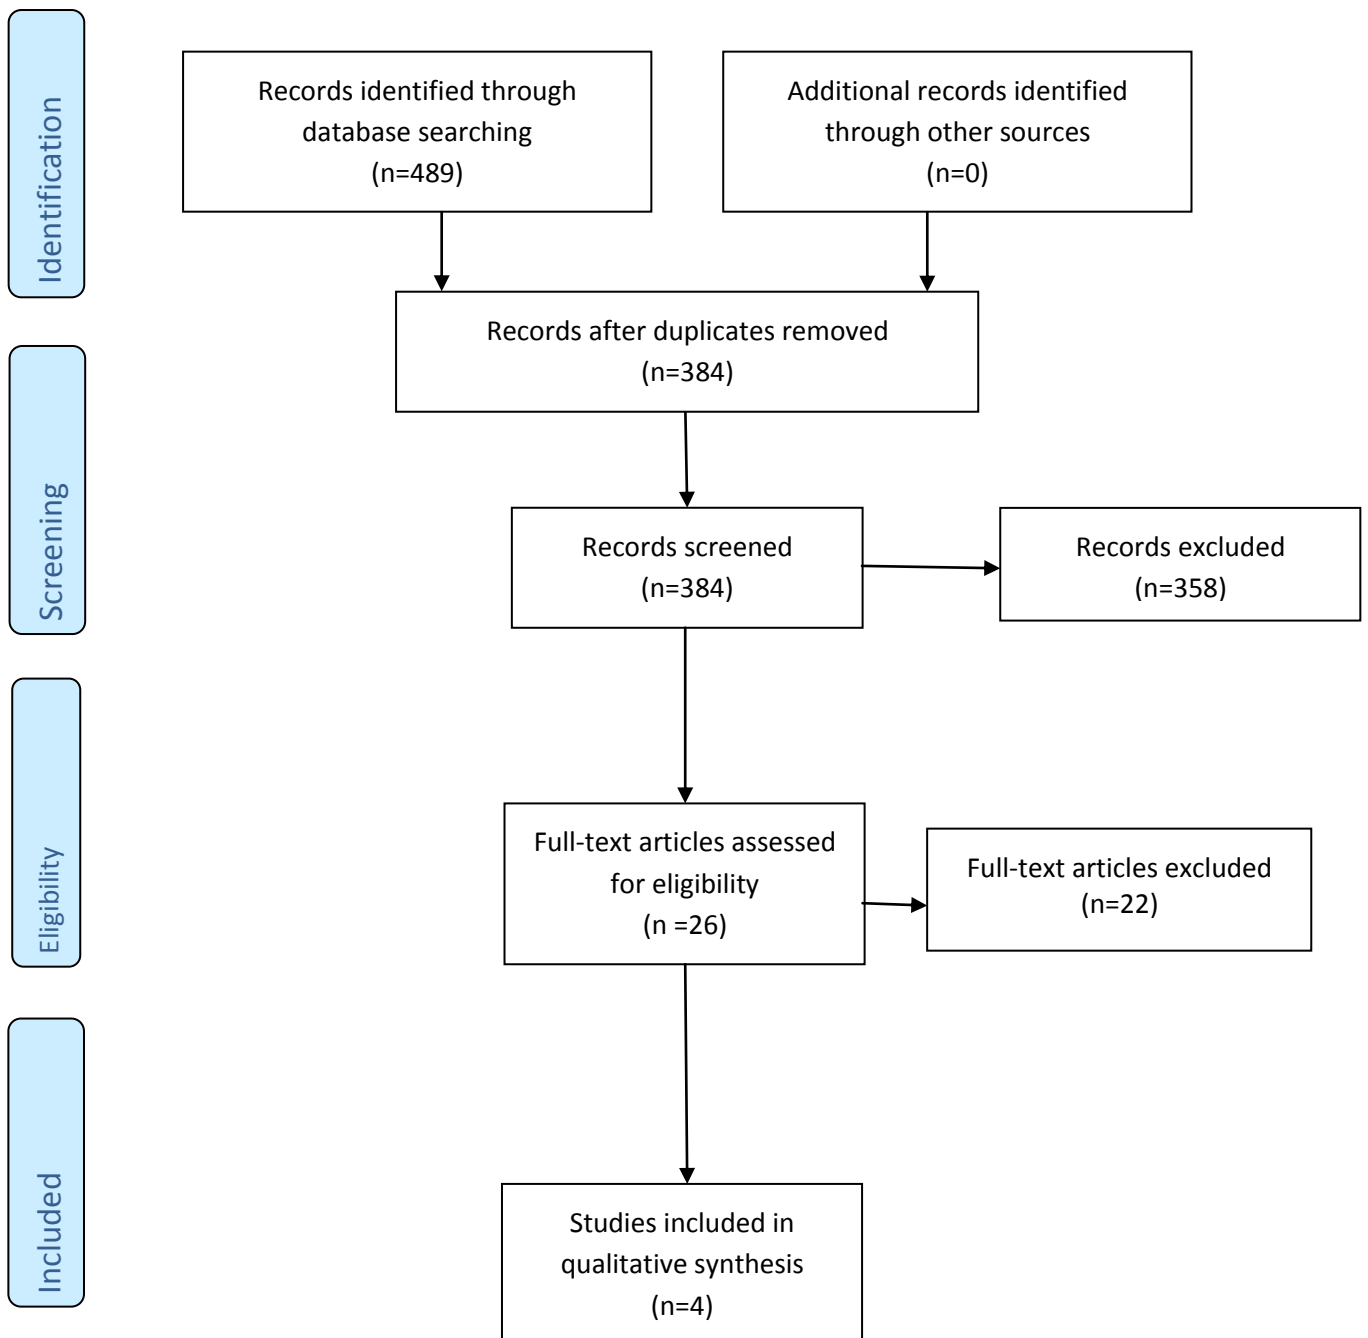 Identification
Records identified through
database searching
(n=489)
Additional records identified
through other sources
(n=0)
Records after duplicates removed
(n=384)
Screening
Records screened
(n=384)
Records excluded
(n=358)
Eligibility
Full-text articles assessed
for eligibility
(n =26)
Full-text articles excluded
(n=22)
Included
Studies included in
qualitative synthesis
(n=4)